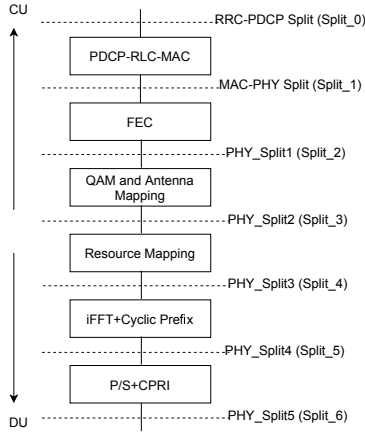 CU
RRC-PDCP Split (Split_0)
PDCP-RLC-MAC
MAC-PHY Split (Split_1)
FEC
PHY_Split1 (Split_2)
QAM and Antenna
Mapping
PHY_Split2 (Split_3)
Resource Mapping
PHY_Split3 (Split_4)
iFFT+Cyclic Prefix
PHY_Split4 (Split_5)
P/S+CPRI
PHY_Split5 (Split_6)
DU